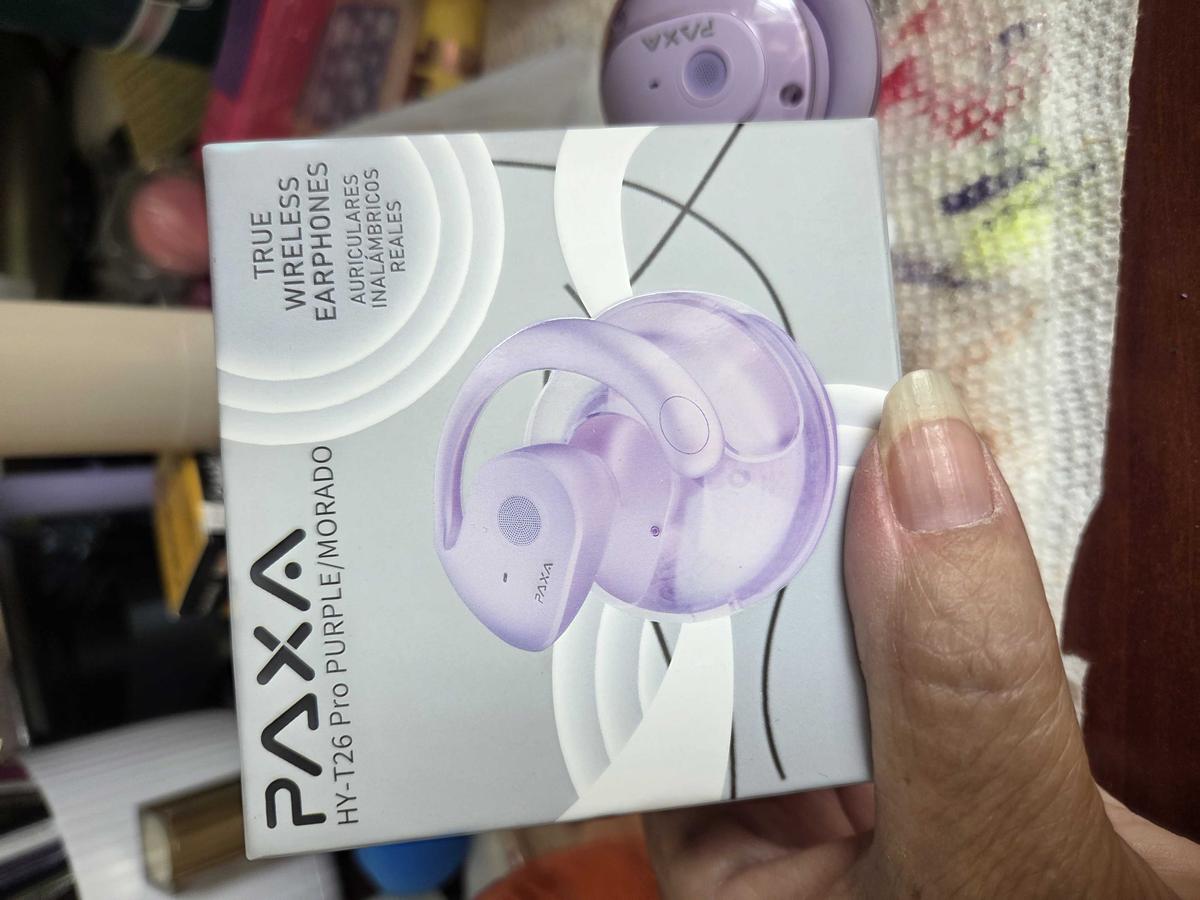 PAXA
HY-T26 Pro PURPLE/MORADO
TRUE
WIRELESS
EARPHONES
AURICULARES
INALÁMBRICOS
REALES
PAXA
PAXA